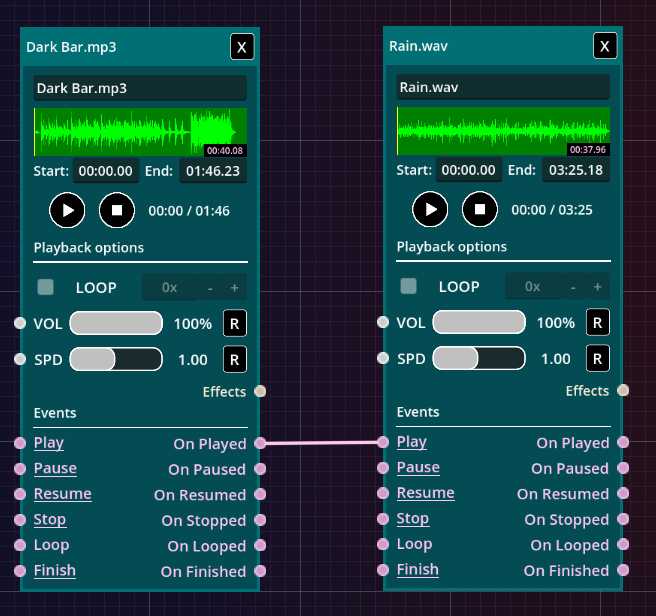 Dark Bar.mp3 X
Dark Bar.mp3
00:40.08
Start: 00:00.00 End: 01:46.23
00:00 / 01:46
Playback options
LOOP 0x - +
VOL 100% R
SPD 1.00 R
Effects
Events
Play On Played
Pause On Paused
Resume On Resumed
Stop On Stopped
Loop On Looped
Finish On Finished
Rain.wav X
Rain.wav
00:37.96
Start: 00:00.00 End: 03:25.18
00:00 / 03:25
Playback options
LOOP 0x - +
VOL 100% R
SPD 1.00 R
Effects
Events
Play On Played
Pause On Paused
Resume On Resumed
Stop On Stopped
Loop On Looped
Finish On Finished